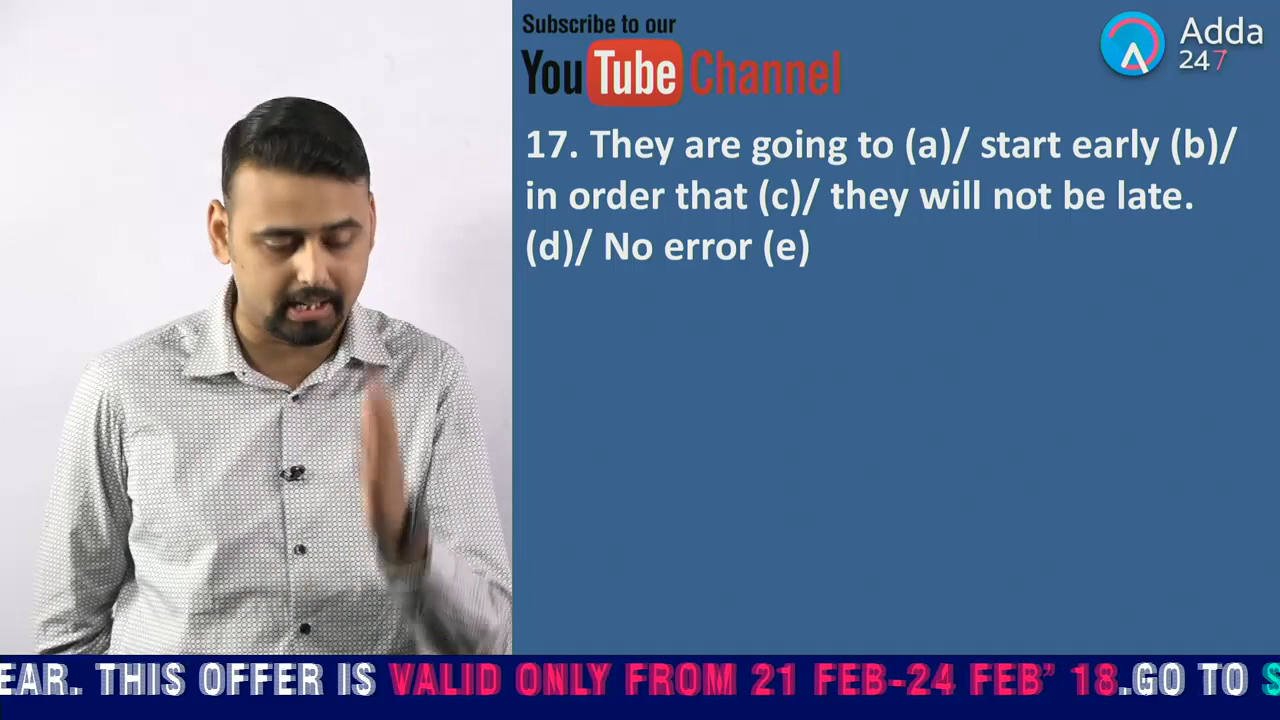 Subscribe to our
YouTube Channel
Adda
247
17. They are going to (a)/ start early (b)/
in order that (c)/ they will not be late.
(d)/ No error (e)
EAR. THIS OFFER IS VALID ONLY FROM 21 FEB-24 FEB' 18.GO TO S